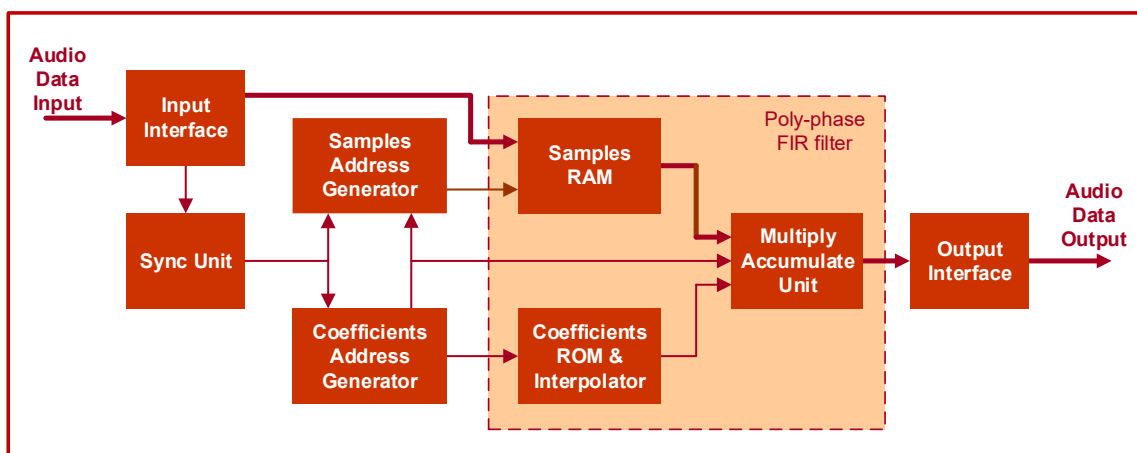 Audio
Data
Input
Input
Interface
Samples
Address
Generator
Samples
RAM
Poly-phase
FIR filter
Sync Unit
Multiply
Accumulate
Unit
Output
Interface
Audio
Data
Output
Coefficients
Address
Generator
Coefficients
ROM &
Interpolator